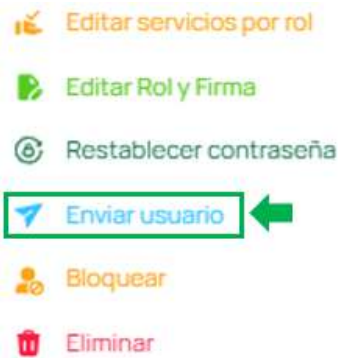 Editar servicios por rol
Editar Rol y Firma
Restablecer contraseña
Enviar usuario
Bloquear
Eliminar